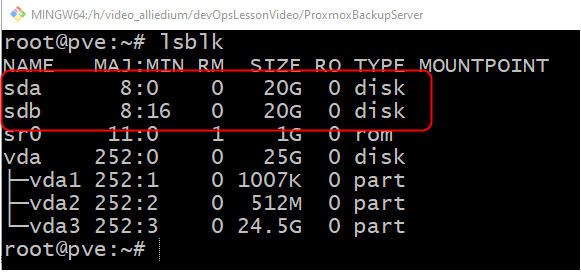 MINGW64:/h/video_alliedium/devOpsLessonVideo/ProxmoxBackupServer
root@pve:~# lsblk
NAME   MAJ:MIN RM  SIZE RO TYPE MOUNTPOINT
sda      8:0    0   20G  0 disk
sdb      8:16   0   20G  0 disk
sr0     11:0    1    1G  0 rom
vda    252:0    0   25G  0 disk
├─vda1 252:1    0 1007K  0 part
├─vda2 252:2    0  512M  0 part
└─vda3 252:3    0 24.5G  0 part
root@pve:~#